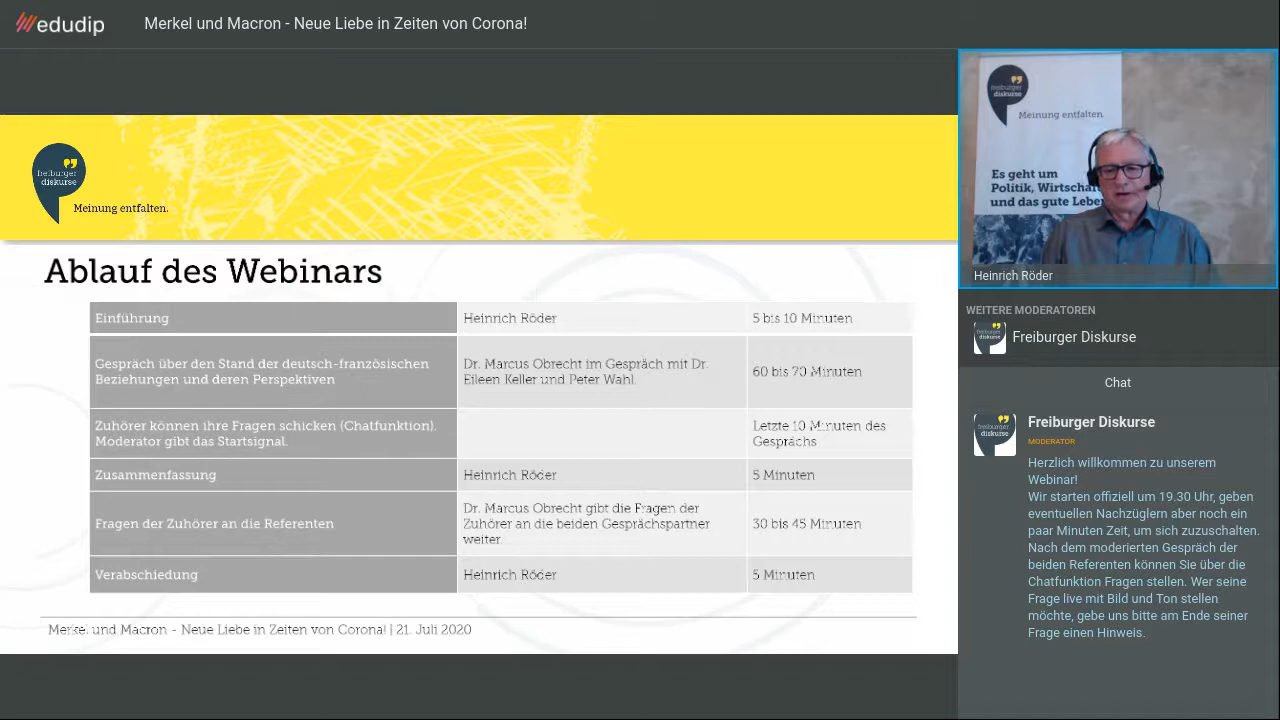 edudip
Merkel und Macron - Neue Liebe in Zeiten von Corona!
freiburger
diskurse
Meinung entfalten.
Ablauf des Webinars
Einführung
Heinrich Röder
5 bis 10 Minuten
Gespräch über den Stand der deutsch-französischen
Beziehungen und deren Perspektiven
Dr. Marcus Obrecht im Gespräch mit Dr.
Eileen Keller und Peter Wahl.
60 bis 70 Minuten
Zuhörer können ihre Fragen schicken (Chatfunktion).
Moderator gibt das Startsignal.
Letzte 10 Minuten des
Gesprächs
Zusammenfassung
Heinrich Röder
5 Minuten
Fragen der Zuhörer an die Referenten
Dr. Marcus Obrecht gibt die Fragen der
Zuhörer an die beiden Gesprächspartner
weiter.
30 bis 45 Minuten
Verabschiedung
Heinrich Röder
5 Minuten
Merkel und Macron - Neue Liebe in Zeiten von Corona! | 21. Juli 2020
freiburger
diskurse
Meinung entfalten.
Es geht um
Politik, Wirtscha
und das gute Lebe
Heinrich Röder
WEITERE MODERATOREN
freiburger
diskurse
Freiburger Diskurse
Chat
freiburger
diskurse
Freiburger Diskurse
MODERATOR
Herzlich willkommen zu unserem
Webinar!
Wir starten offiziell um 19.30 Uhr, geben
eventuellen Nachzüglern aber noch ein
paar Minuten Zeit, um sich zuzuschalten.
Nach dem moderierten Gespräch der
beiden Referenten können Sie über die
Chatfunktion Fragen stellen. Wer seine
Frage live mit Bild und Ton stellen
möchte, gebe uns bitte am Ende seiner
Frage einen Hinweis.